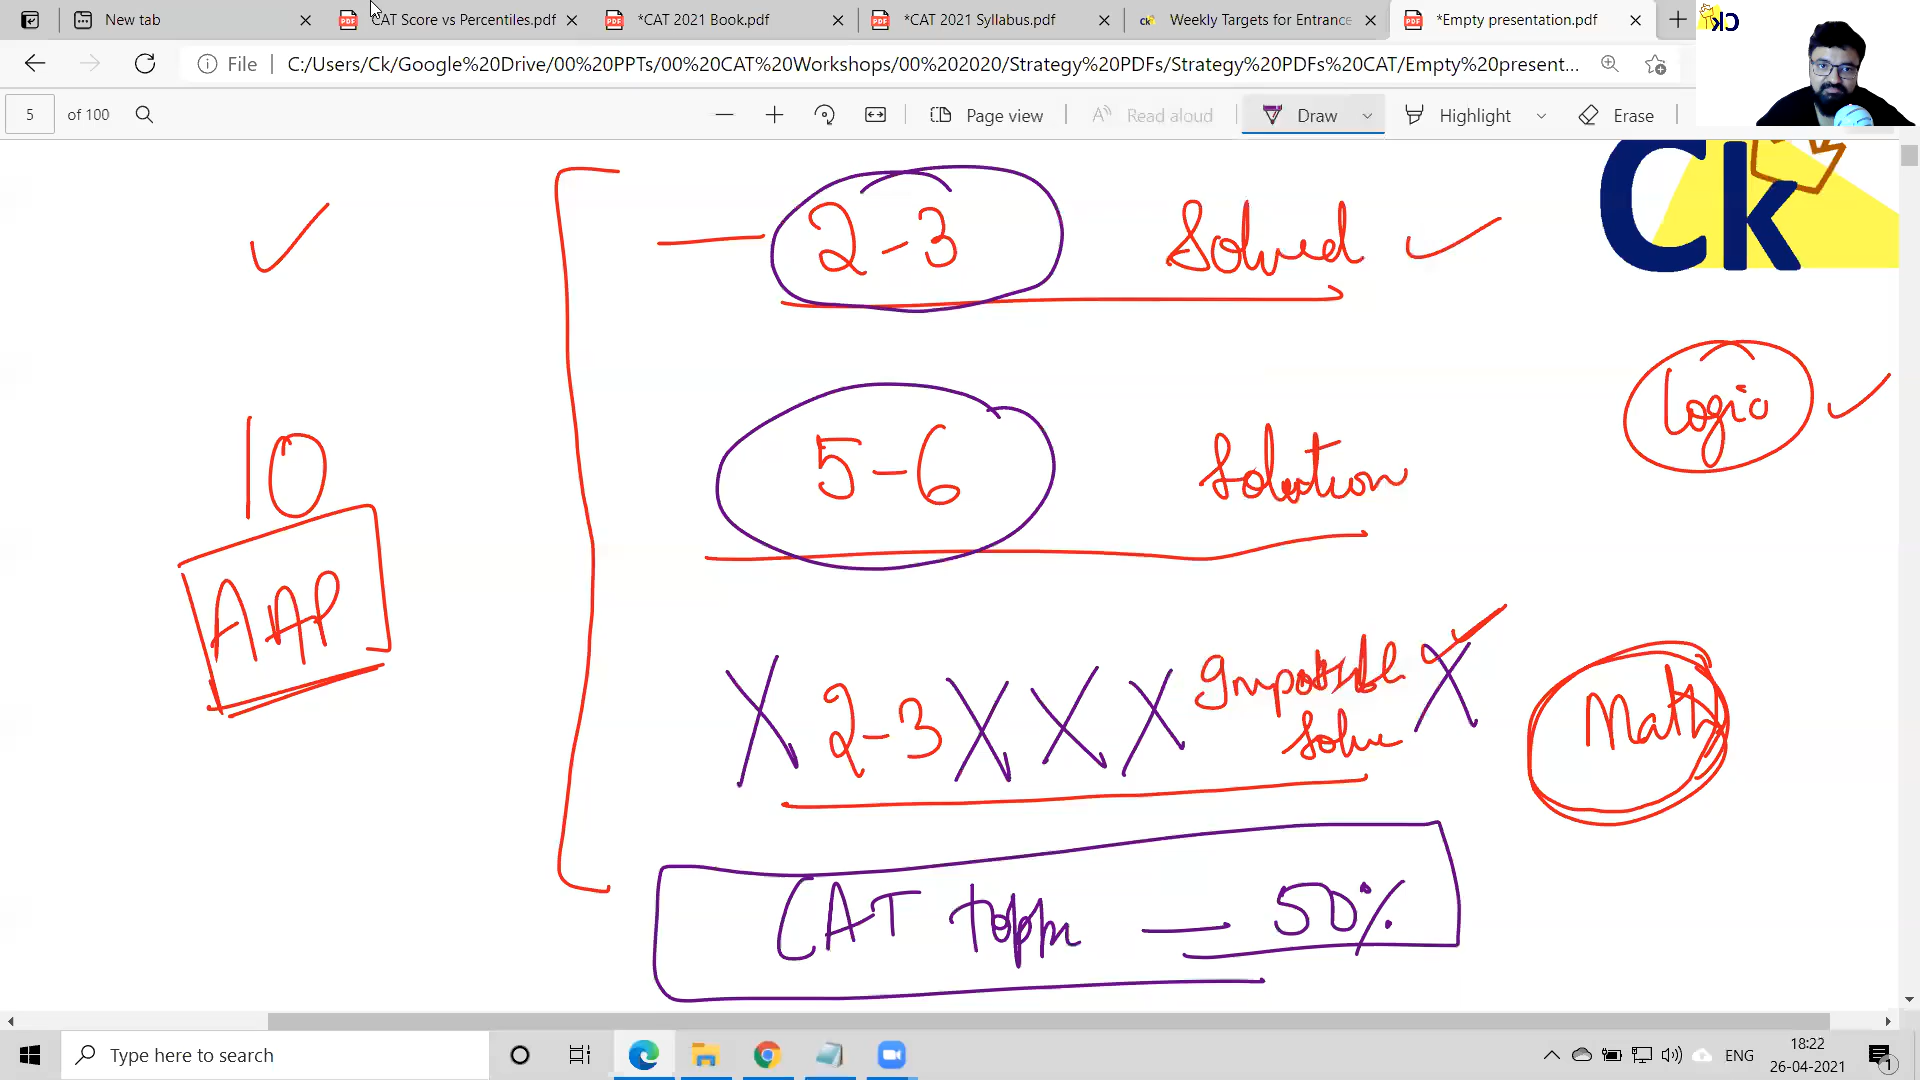 New tab
CAT Score vs Percentiles.pdf
*CAT 2021 Book.pdf
*CAT 2021 Syllabus.pdf
Weekly Targets for Entrance
*Empty presentation.pdf
Ck
File
C:/Users/Ck/Google%20Drive/00%20PPTs/00%20CAT%20Workshops/00%202020/Strategy%20PDFs/Strategy%20PDFs%20CAT/Empty%20present...
5 of 100
Page view
Read aloud
Draw
Highlight
Erase
Ck
2-3 Solved
Logic
10
5-6 Solution
AAP
2-3 Impossible
Solve
Math
CAT topper — 50%
Type here to search
ENG
18:22
26-04-2021
1